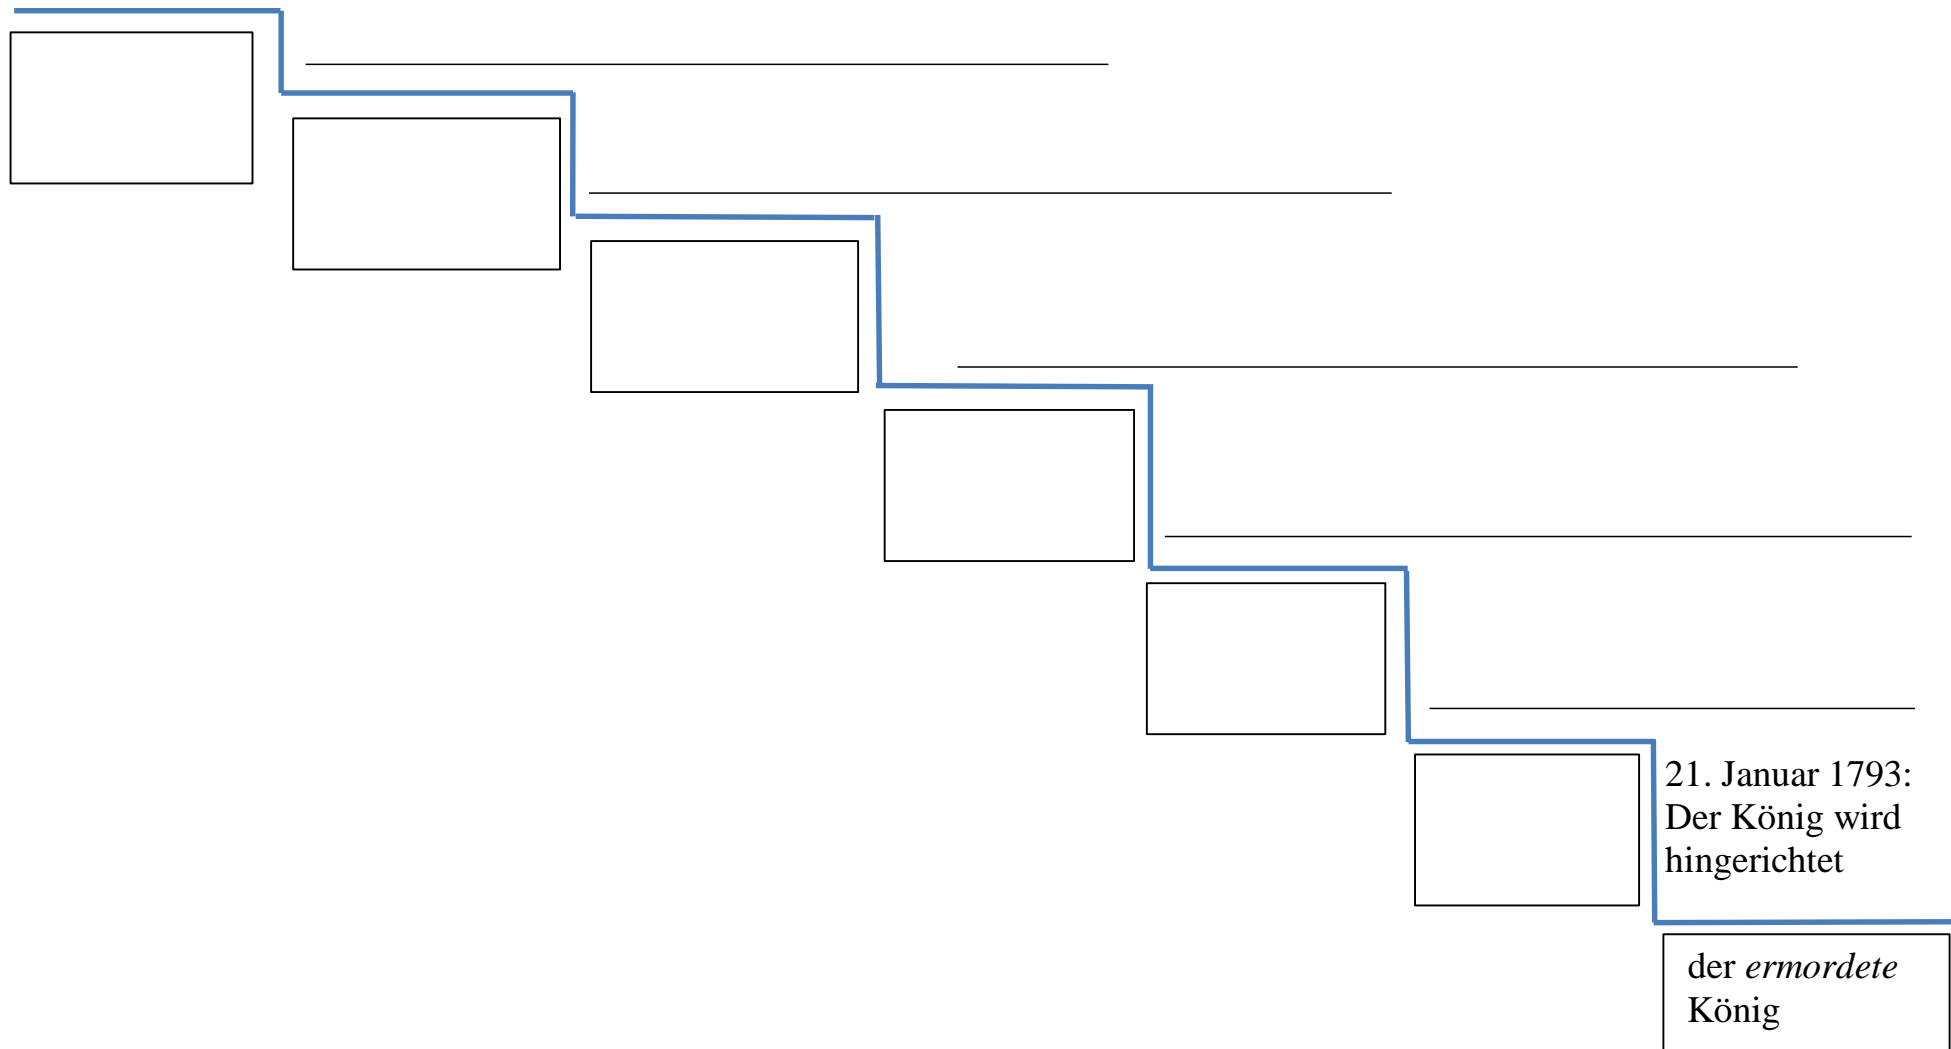 21. Januar 1793:
Der König wird
hingerichtet
der ermordete
König